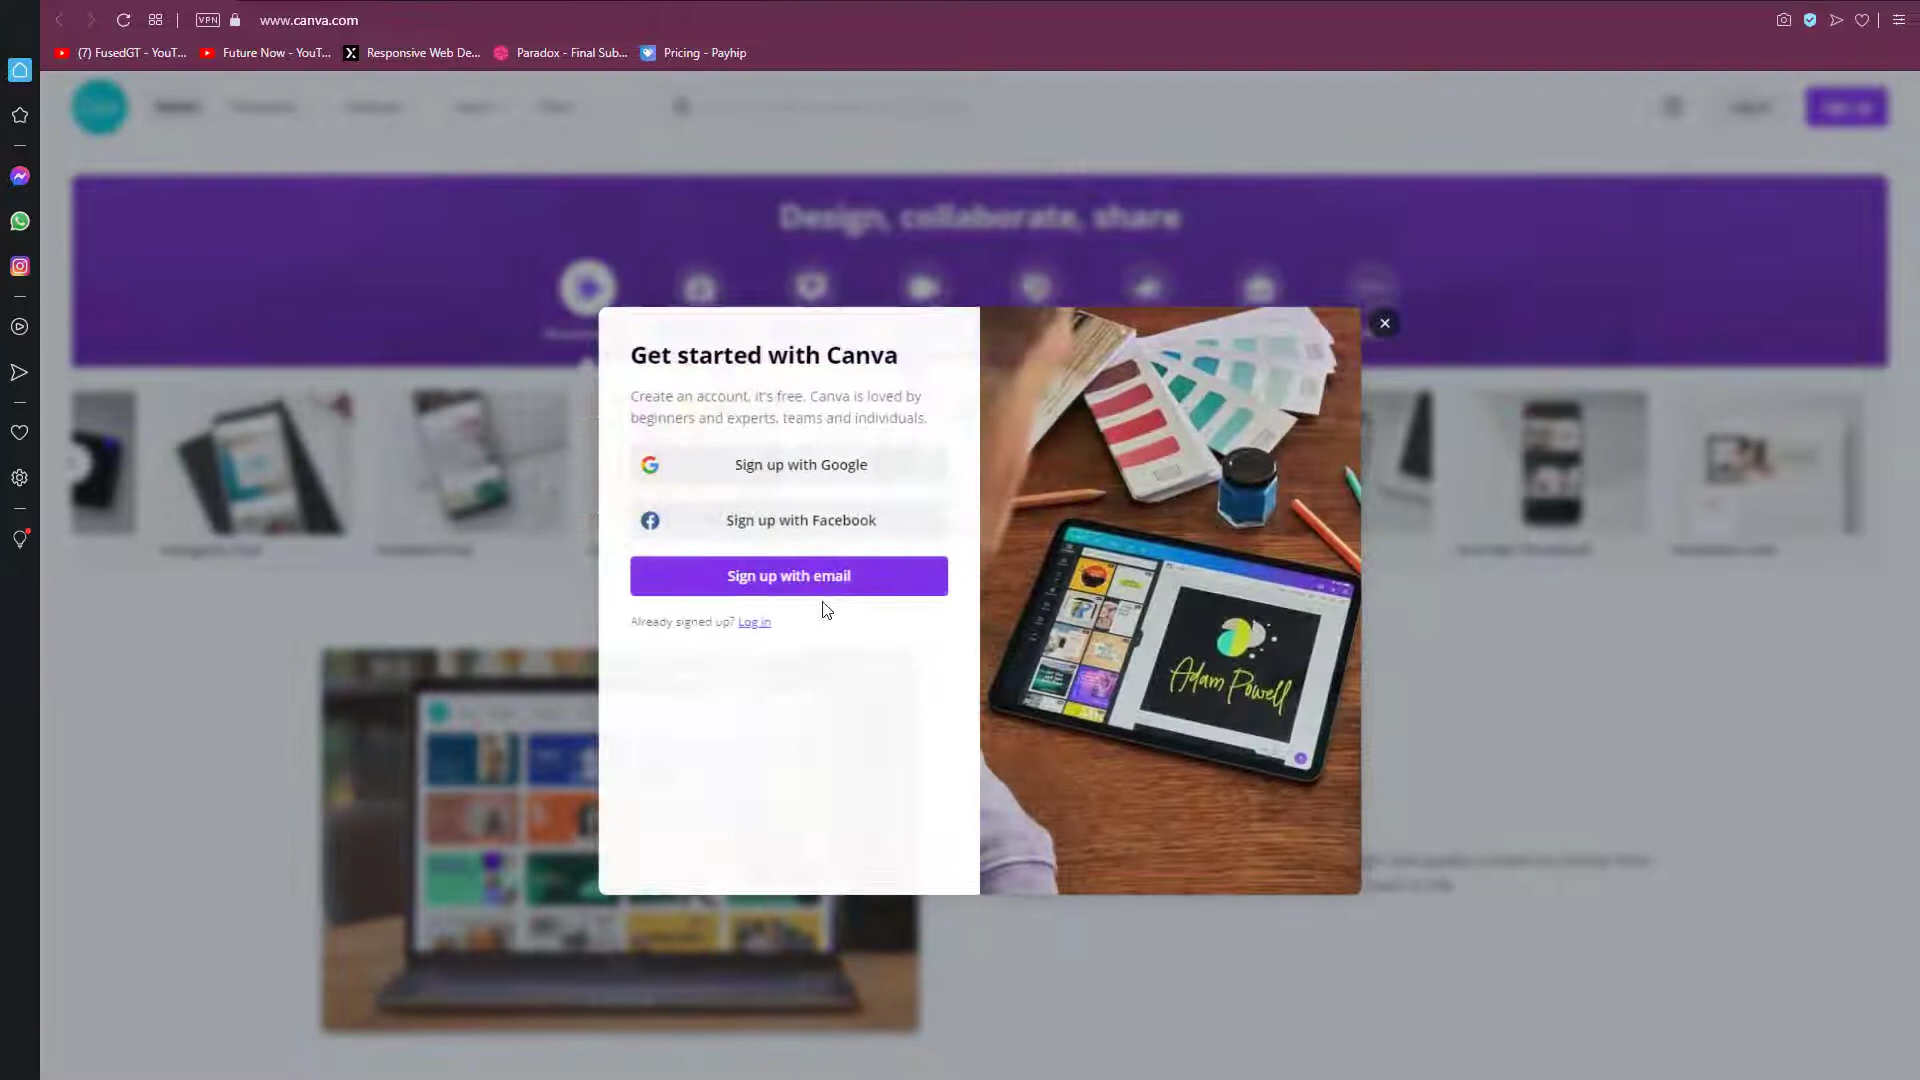 VPN
www.canva.com
(7) FusedGT - YouT...
Future Now - YouT...
Responsive Web De...
Paradox - Final Sub...
Pricing - Payhip
Design, collaborate, share
Get started with Canva
Create an account, it's free. Canva is loved by
beginners and experts, teams and individuals.
Sign up with Google
Sign up with Facebook
Sign up with email
Already signed up? Log in
Adam Powell